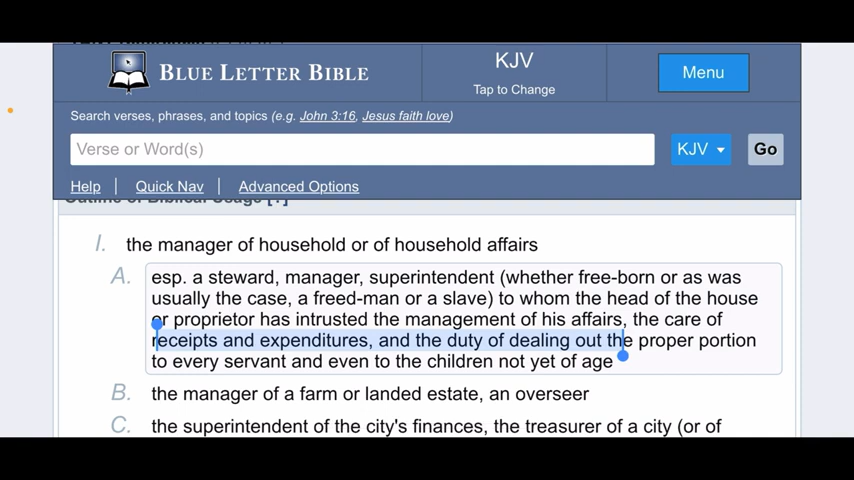 KJV
BLUE LETTER BIBLE
Menu
Tap to Change
Search verses, phrases, and topics (e.g. John 3:16, Jesus faith love)
Verse or Word(s)
KJV
Go
Help
Quick Nav
Advanced Options
Outline of Biblical Usage [?]
I. the manager of household or of household affairs
A. esp. a steward, manager, superintendent (whether free-born or as was
usually the case, a freed-man or a slave) to whom the head of the house
or proprietor has intrusted the management of his affairs, the care of
receipts and expenditures, and the duty of dealing out the proper portion
to every servant and even to the children not yet of age
B. the manager of a farm or landed estate, an overseer
C. the superintendent of the city's finances, the treasurer of a city (or of